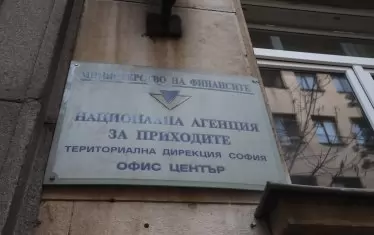 МИНИСТЕРСТВО НА ФИНАНСИТЕ
НАЦИОНАЛНА АГЕНЦИЯ
ЗА ПРИХОДИТЕ
ТЕРИТОРИАЛНА ДИРЕКЦИЯ СОФИЯ
ОФИС ЦЕНТЪР